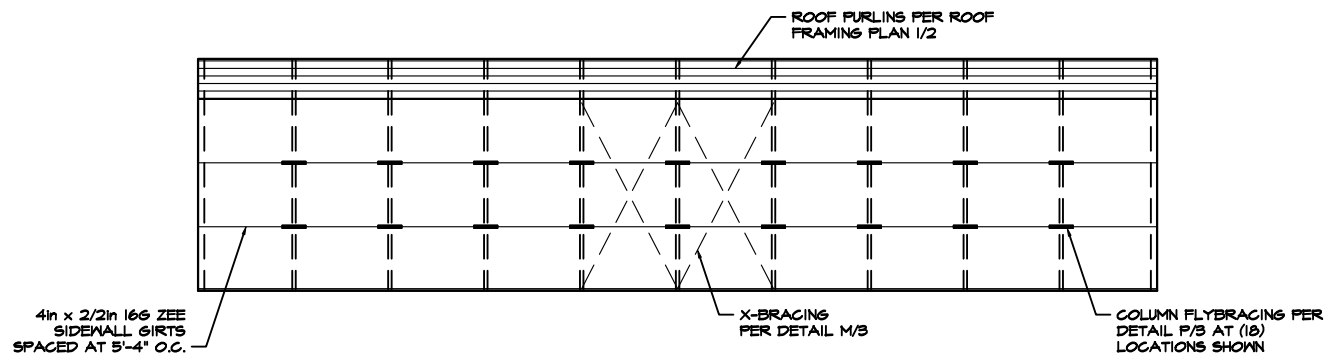 ROOF PURLINS PER ROOF
FRAMING PLAN 1/2
4in x 2/2in 16G ZEE
SIDEWALL GIRTS
SPACED AT 5'-4" O.C.
X-BRACING
PER DETAIL M/3
COLUMN FLYBRACING PER
DETAIL P/3 AT (18)
LOCATIONS SHOWN